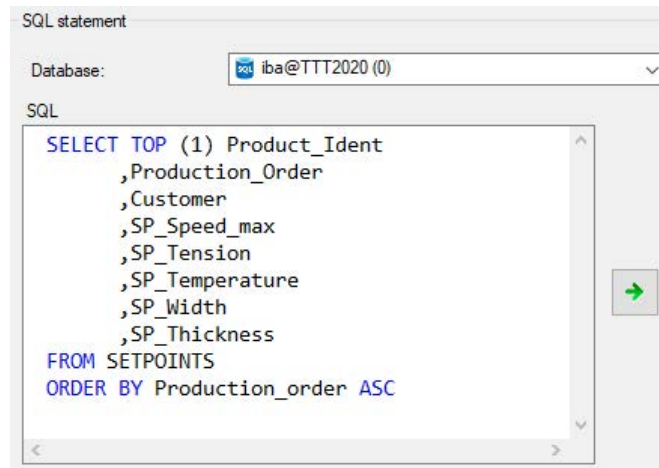 SQL statement
Database: SQL iba@TTT2020 (0)
SQL
SELECT TOP (1) Product_Ident
,Production_Order
,Customer
,SP_Speed_max
,SP_Tension
,SP_Temperature
,SP_Width
,SP_Thickness
FROM SETPOINTS
ORDER BY Production_order ASC